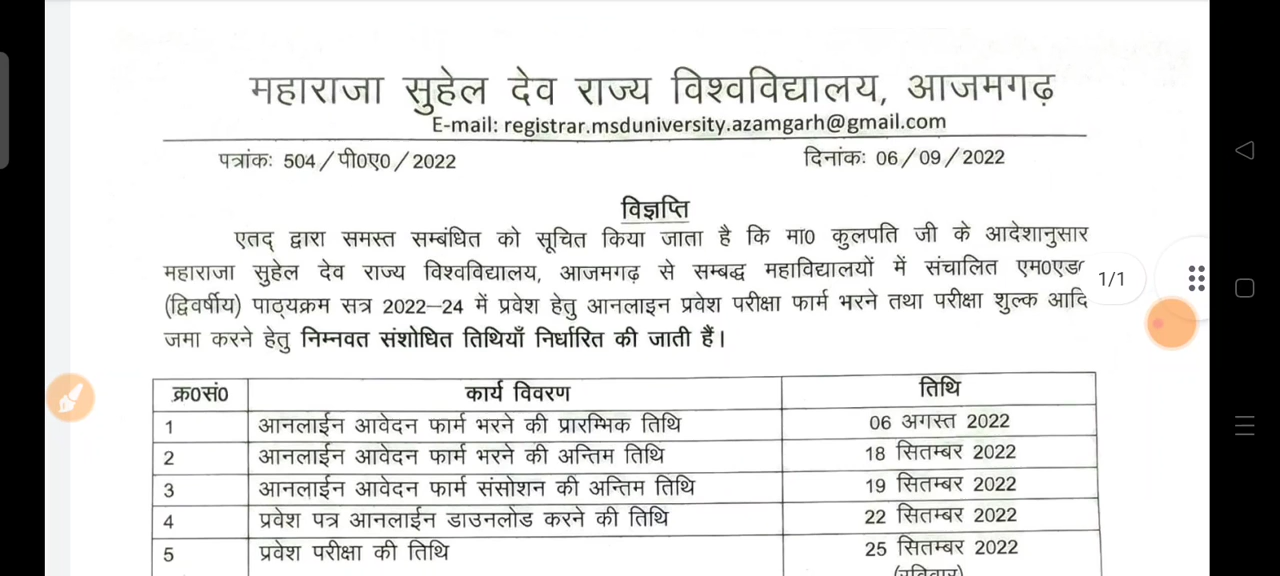 महाराजा सुहेल देव राज्य विश्वविद्यालय, आजमगढ़
E-mail: registrar.msduniversity.azamgarh@gmail.com
पत्रांकः 504/पी0ए0/2022 दिनांकः 06/09/2022
विज्ञप्ति
एतद् द्वारा समस्त सम्बंधित को सूचित किया जाता है कि मा0 कुलपति जी के आदेशानुसार
महाराजा सुहेल देव राज्य विश्वविद्यालय, आजमगढ़ से सम्बद्ध महाविद्यालयों में संचालित एम0एड0
1/1
(द्विवर्षीय) पाठ्यक्रम सत्र 2022–24 में प्रवेश हेतु आनलाइन प्रवेश परीक्षा फार्म भरने तथा परीक्षा शुल्क आदि
जमा करने हेतु निम्नवत संशोधित तिथियाँ निर्धारित की जाती हैं।
क्र0सं0 कार्य विवरण तिथि
1 आनलाईन आवेदन फार्म भरने की प्रारम्भिक तिथि 06 अगस्त 2022
2 आनलाईन आवेदन फार्म भरने की अन्तिम तिथि 18 सितम्बर 2022
3 आनलाईन आवेदन फार्म संसोशन की अन्तिम तिथि 19 सितम्बर 2022
4 प्रवेश पत्र आनलाईन डाउनलोड करने की तिथि 22 सितम्बर 2022
5 प्रवेश परीक्षा की तिथि 25 सितम्बर 2022
(रविवार)